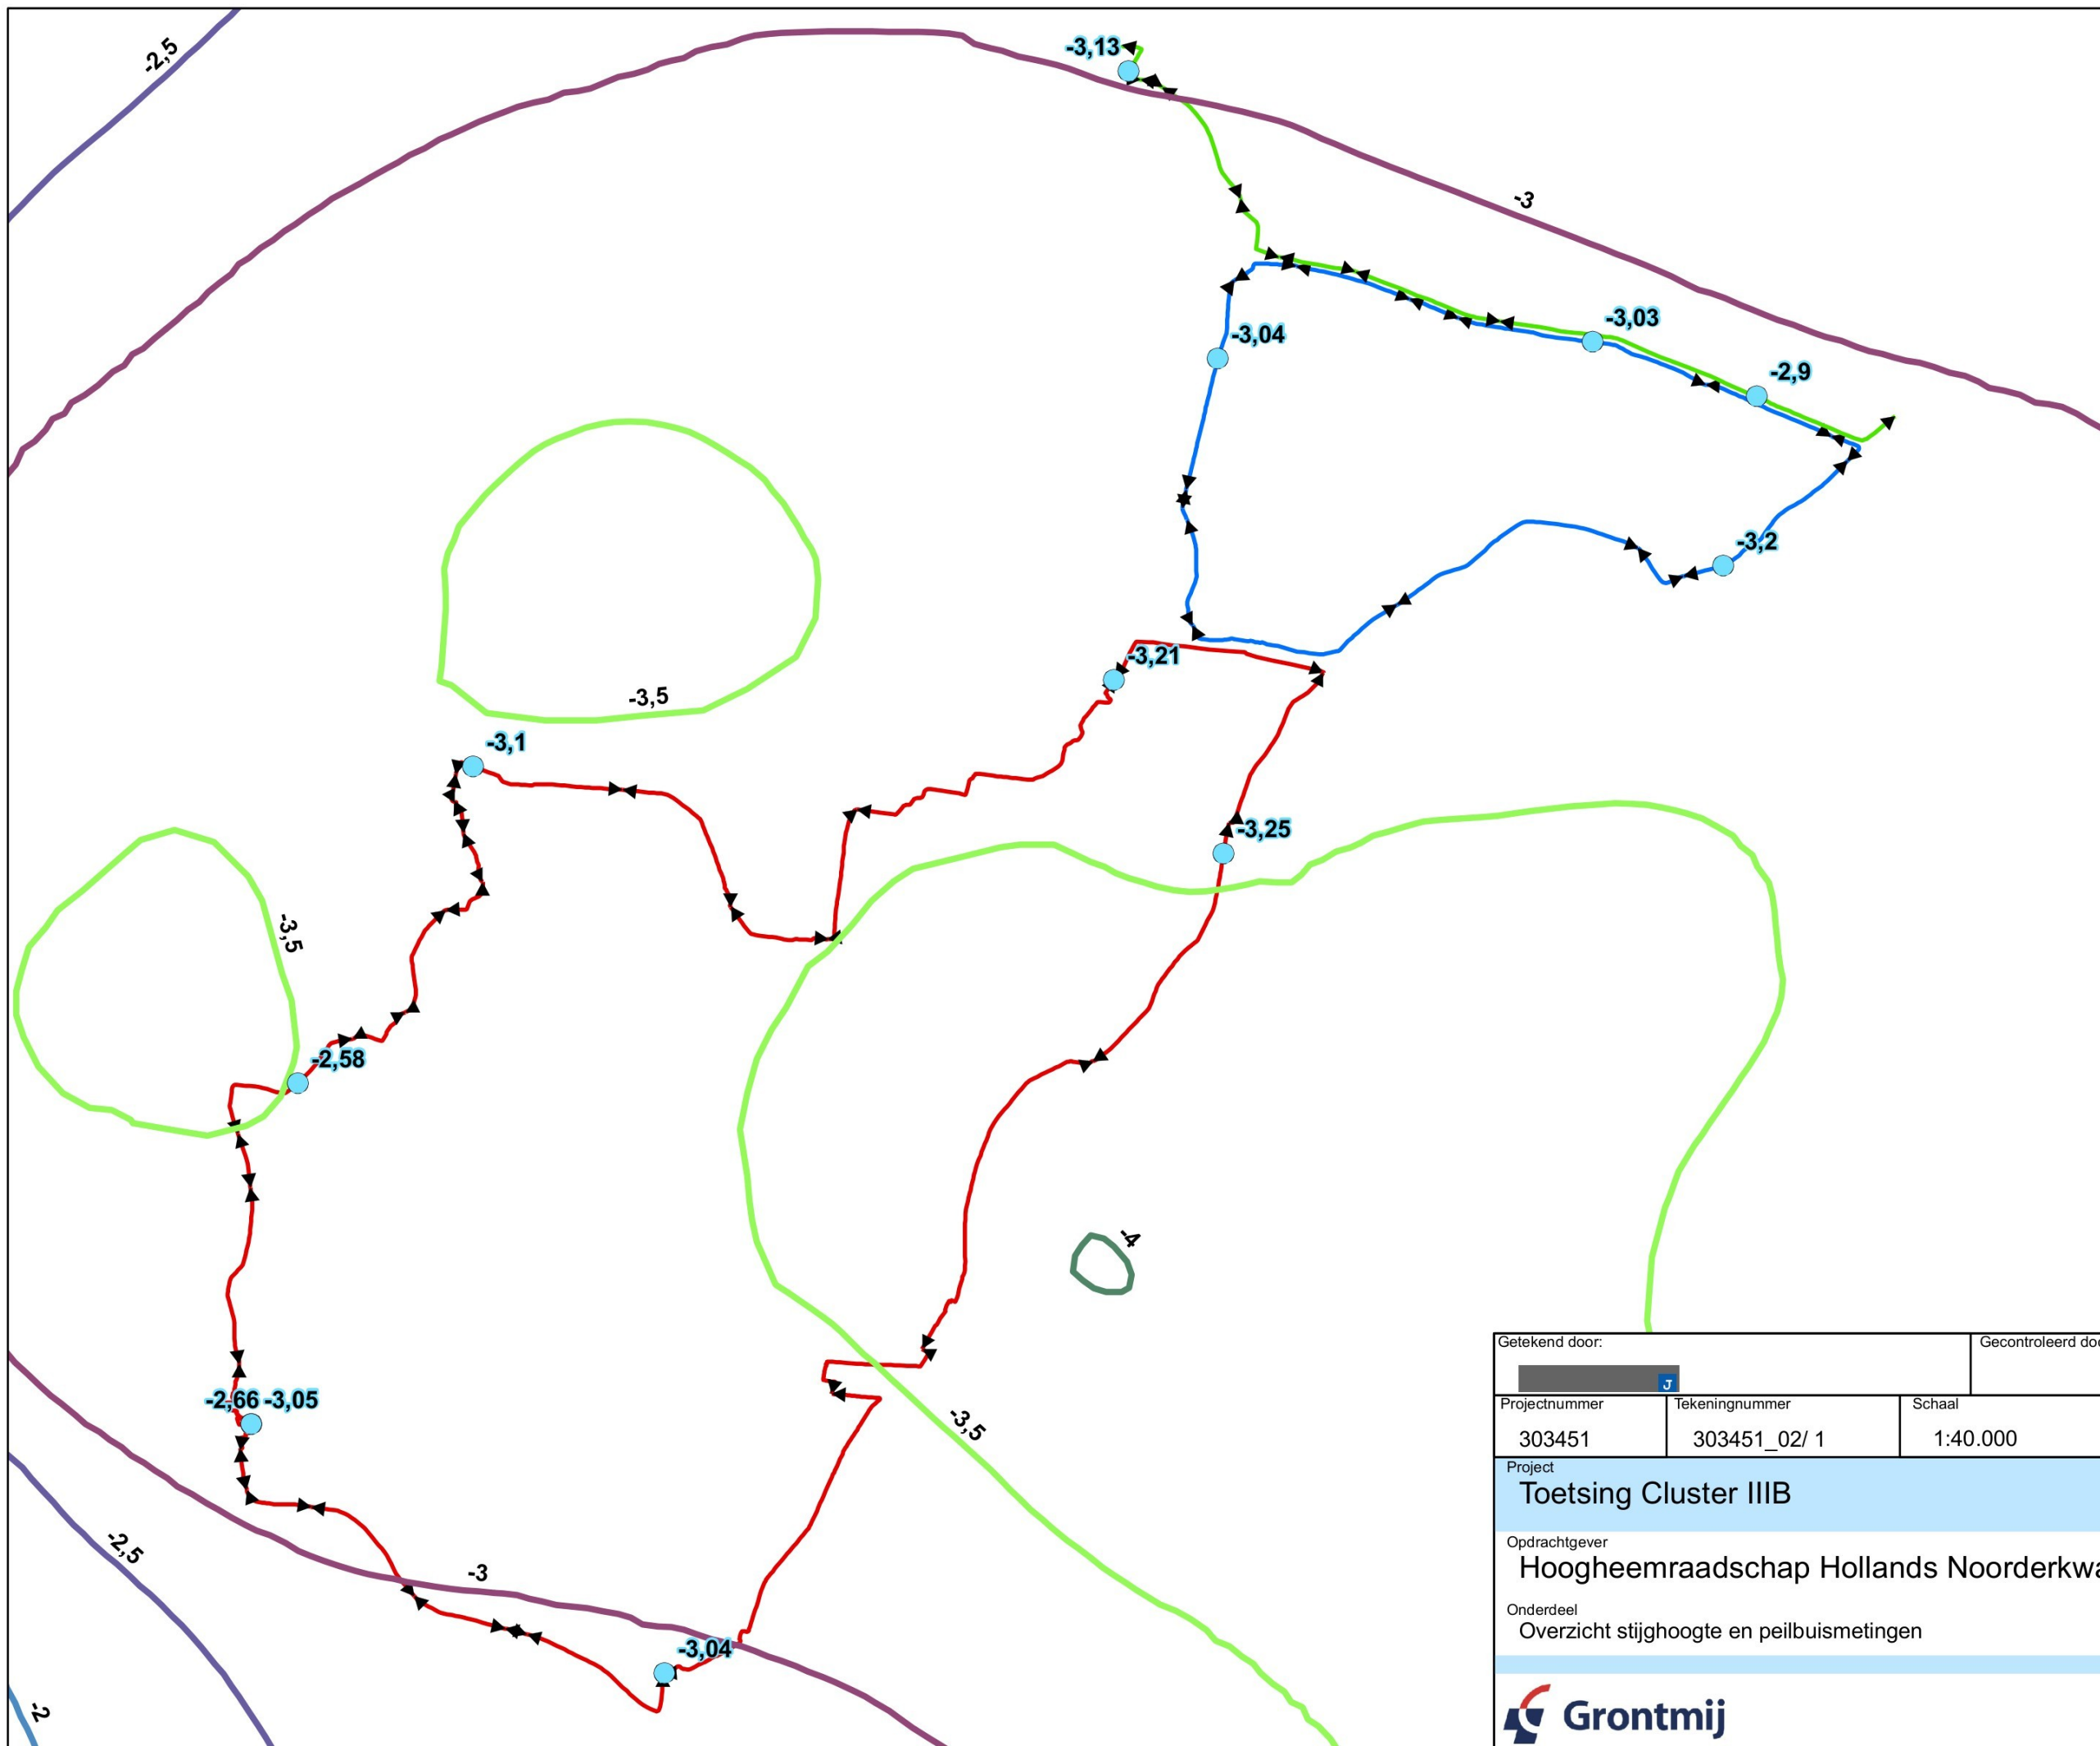 -2,5
-3,13
-3
-3,03
-3,04
-2,9
-3,2
-3,21
-3,5
-3,1
-3,25
-3,5
-2,58
-4
-2,66 -3,05
-3,5
-2,5
-3
-3,04
-2
Getekend door:
J
Projectnummer
303451
Tekeningnummer
303451_02/ 1
Schaal
1:40.000
Project
Toetsing Cluster IIIB
Opdrachtgever
Hoogheemraadschap Hollands
Onderdeel
Overzicht stijghoogte en peilbuismetingen
Grontmij
Gecontroleerd